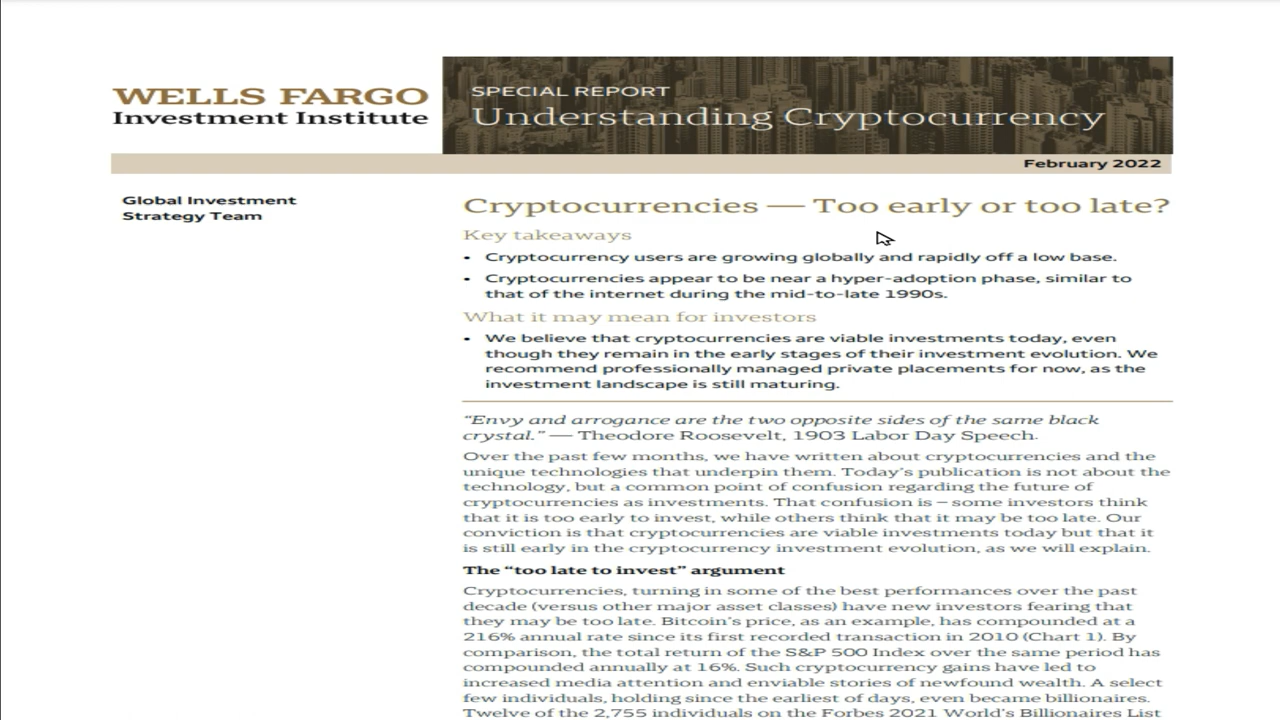 WELLS FARGO
Investment Institute
SPECIAL REPORT
Understanding Cryptocurrency
February 2022
Global Investment
Strategy Team
Cryptocurrencies — Too early or too late?
Key takeaways
• Cryptocurrency users are growing globally and rapidly off a low base.
• Cryptocurrencies appear to be near a hyper-adoption phase, similar to
that of the internet during the mid-to-late 1990s.
What it may mean for investors
• We believe that cryptocurrencies are viable investments today, even
though they remain in the early stages of their investment evolution. We
recommend professionally managed private placements for now, as the
investment landscape is still maturing.
“Envy and arrogance are the two opposite sides of the same black
crystal.” — Theodore Roosevelt, 1903 Labor Day Speech.
Over the past few months, we have written about cryptocurrencies and the
unique technologies that underpin them. Today’s publication is not about the
technology, but a common point of confusion regarding the future of
cryptocurrencies as investments. That confusion is – some investors think
that it is too early to invest, while others think that it may be too late. Our
conviction is that cryptocurrencies are viable investments today but that it
is still early in the cryptocurrency investment evolution, as we will explain.
The “too late to invest” argument
Cryptocurrencies, turning in some of the best performances over the past
decade (versus other major asset classes) have new investors fearing that
they may be too late. Bitcoin’s price, as an example, has compounded at a
216% annual rate since its first recorded transaction in 2010 (Chart 1). By
comparison, the total return of the S&P 500 Index over the same period has
compounded annually at 16%. Such cryptocurrency gains have led to
increased media attention and enviable stories of newfound wealth. A select
few individuals, holding since the earliest of days, even became billionaires.
Twelve of the 2,755 individuals on the Forbes 2021 World’s Billionaires List